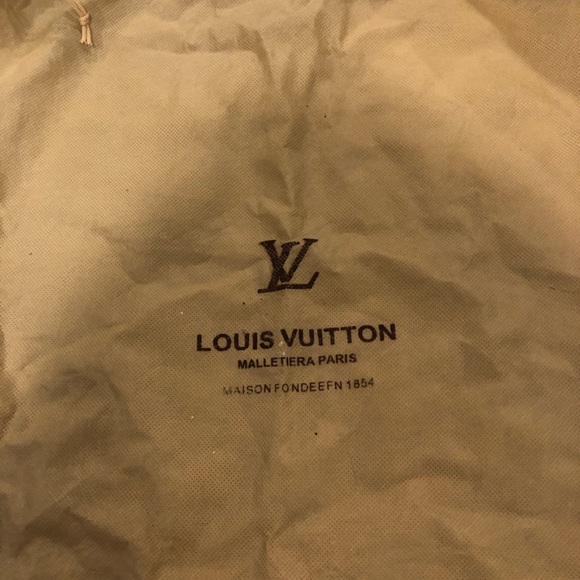 LV
LOUIS VUITTON
MALLETIERA PARIS
MAISON FONDEEFN 1854